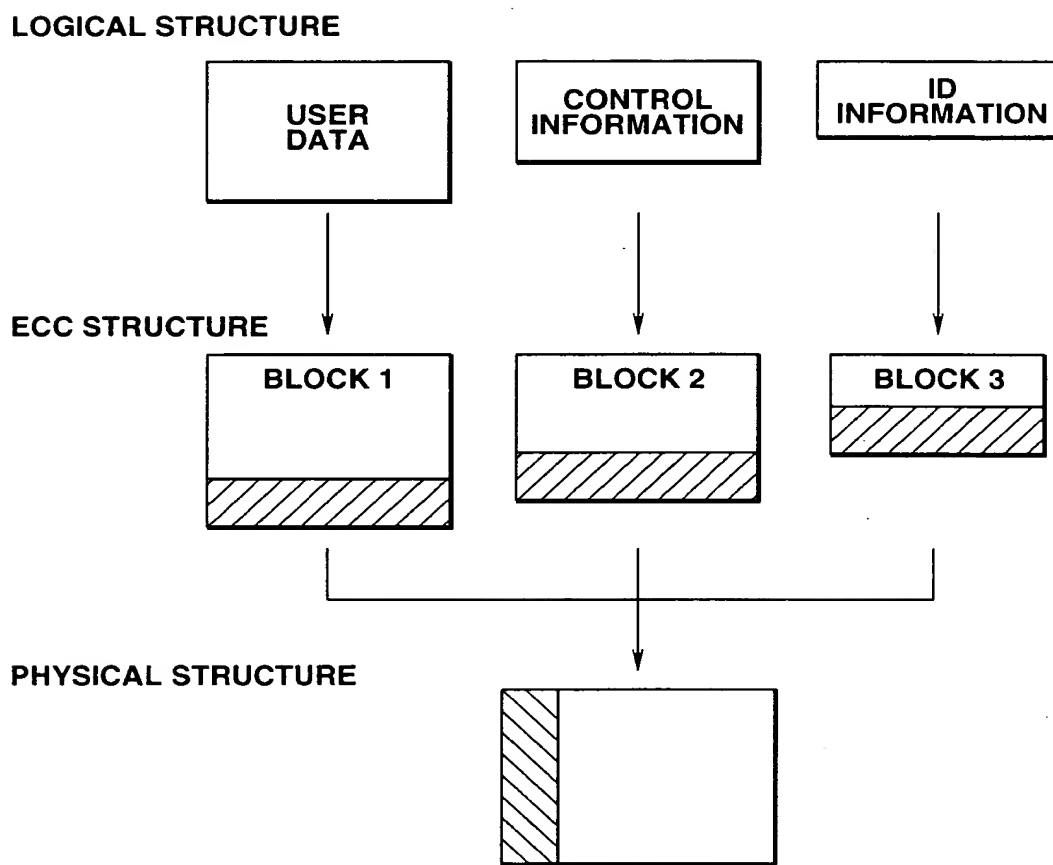 LOGICAL STRUCTURE
USER
DATA
CONTROL
INFORMATION
ID
INFORMATION
ECC STRUCTURE
BLOCK 1
BLOCK 2
BLOCK 3
PHYSICAL STRUCTURE